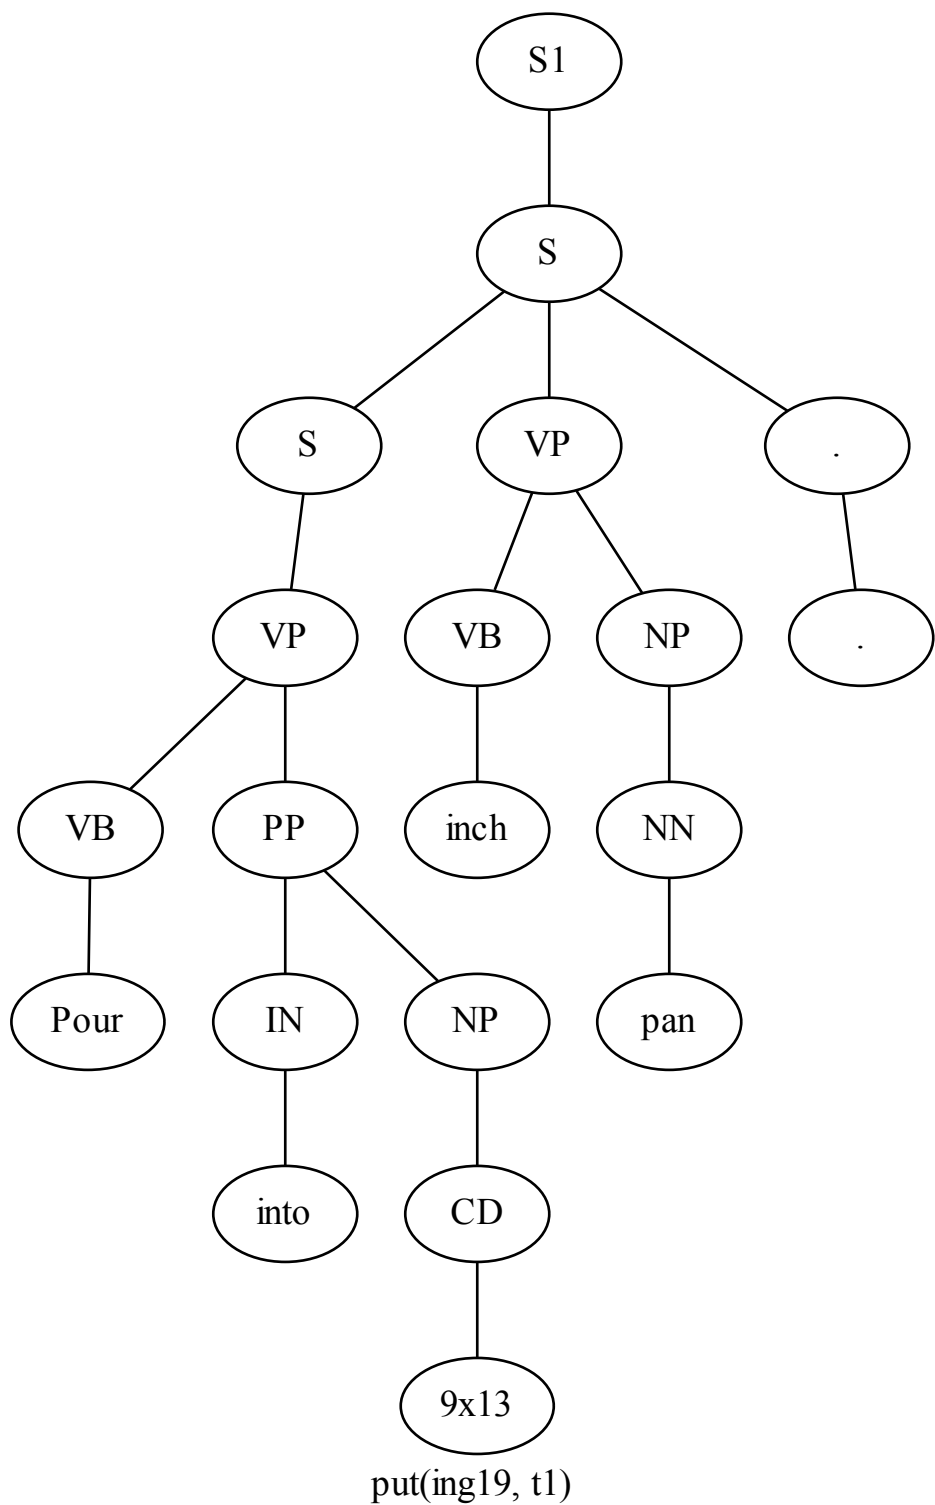 S1
S
S VP .
VP VB NP .
VB PP inch NN
Pour IN NP pan
into CD
9x13
put(ing19, t1)